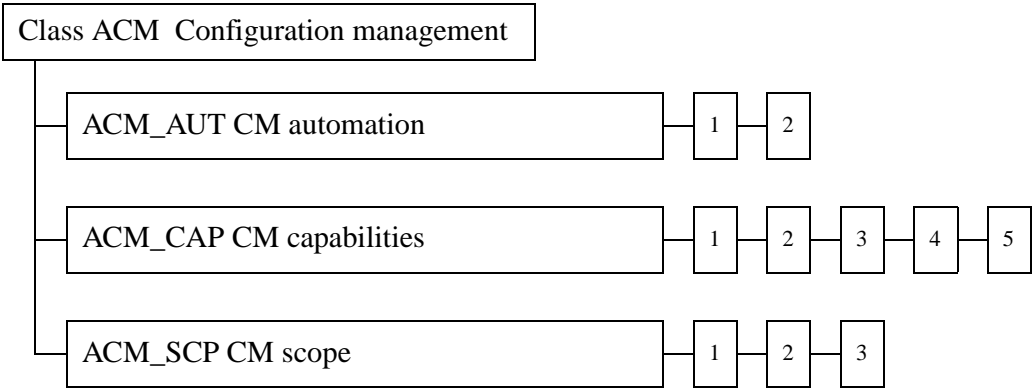 Class ACM Configuration management
ACM_AUT CM automation 1 2
ACM_CAP CM capabilities 1 2 3 4 5
ACM_SCP CM scope 1 2 3